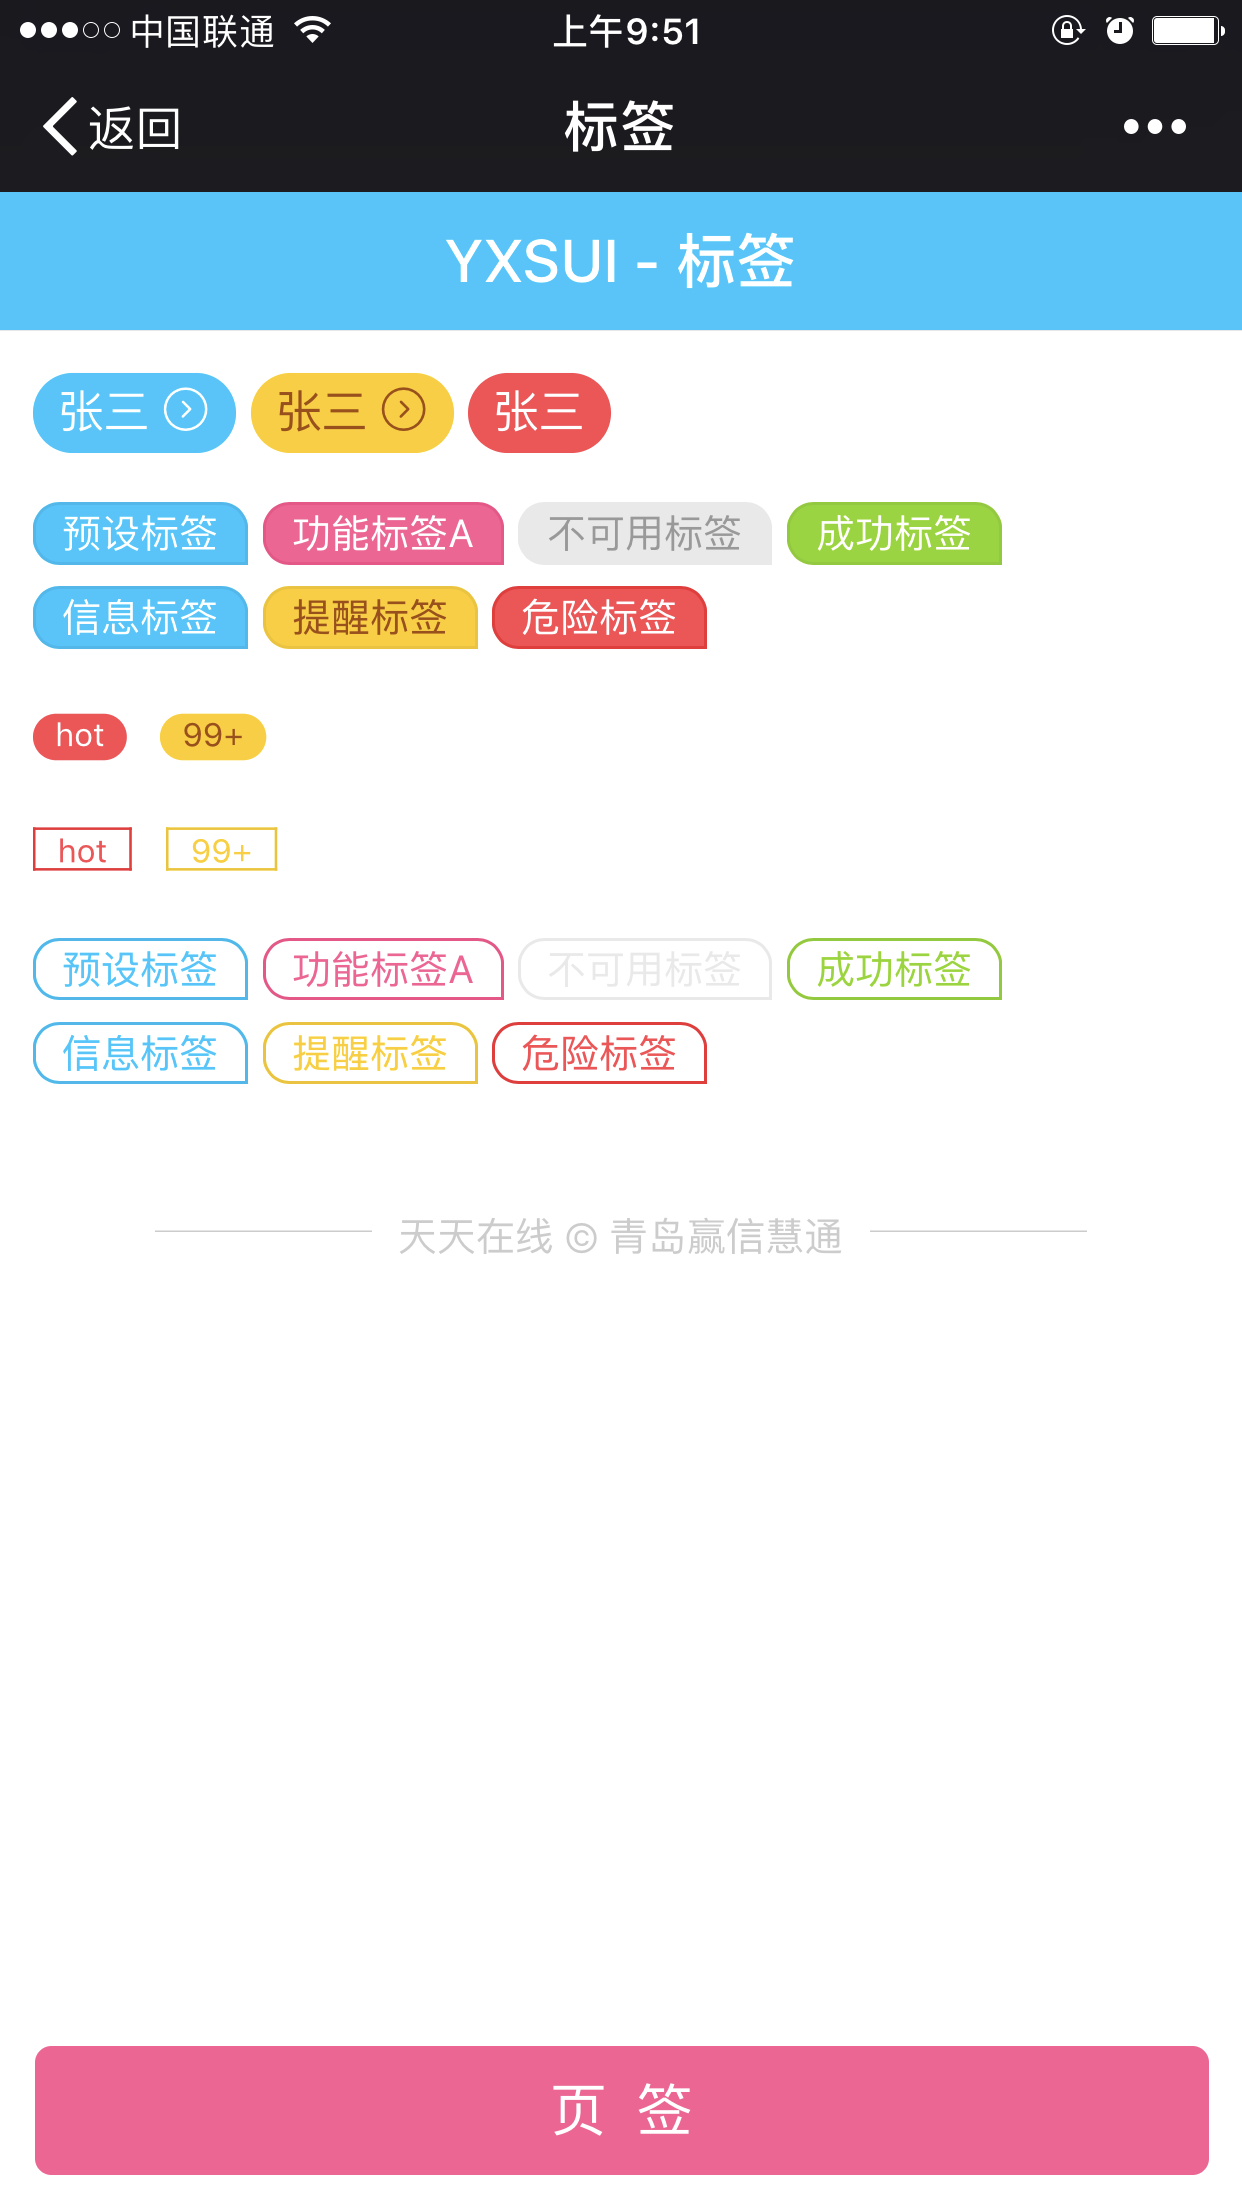 中国联通 上午9:51
返回 标签
YXSUI - 标签
张三 张三 张三
预设标签 功能标签A 不可用标签 成功标签
信息标签 提醒标签 危险标签
hot 99+
hot 99+
预设标签 功能标签A 不可用标签 成功标签
信息标签 提醒标签 危险标签
天天在线 © 青岛赢信慧通
页 签